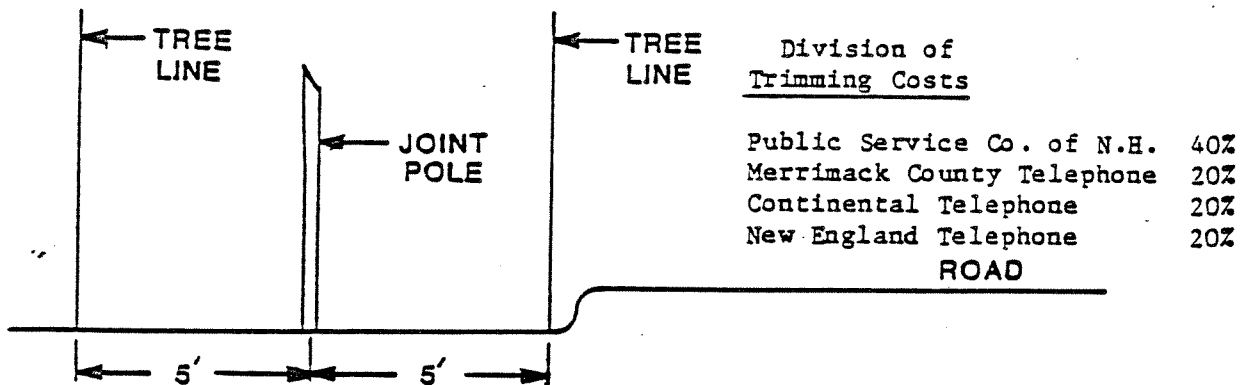 TREE
LINE
TREE
LINE
JOINT
POLE
Division of
Trimming Costs
Public Service Co. of N.H. 40%
Merrimack County Telephone 20%
Continental Telephone 20%
New England Telephone 20%
ROAD
5'
5'